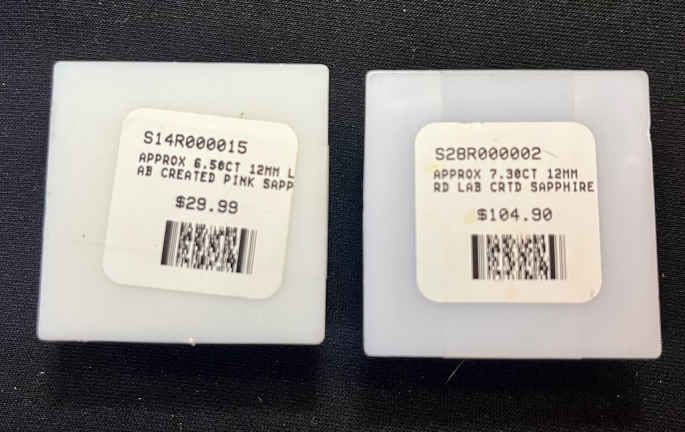 S14R000015
APPROX 6.50CT 12MM L
AB CREATED PINK SAPP
$29.99
S28R000002
APPROX 7.30CT 12MM
RD LAB CRTD SAPPHIRE
$104.90